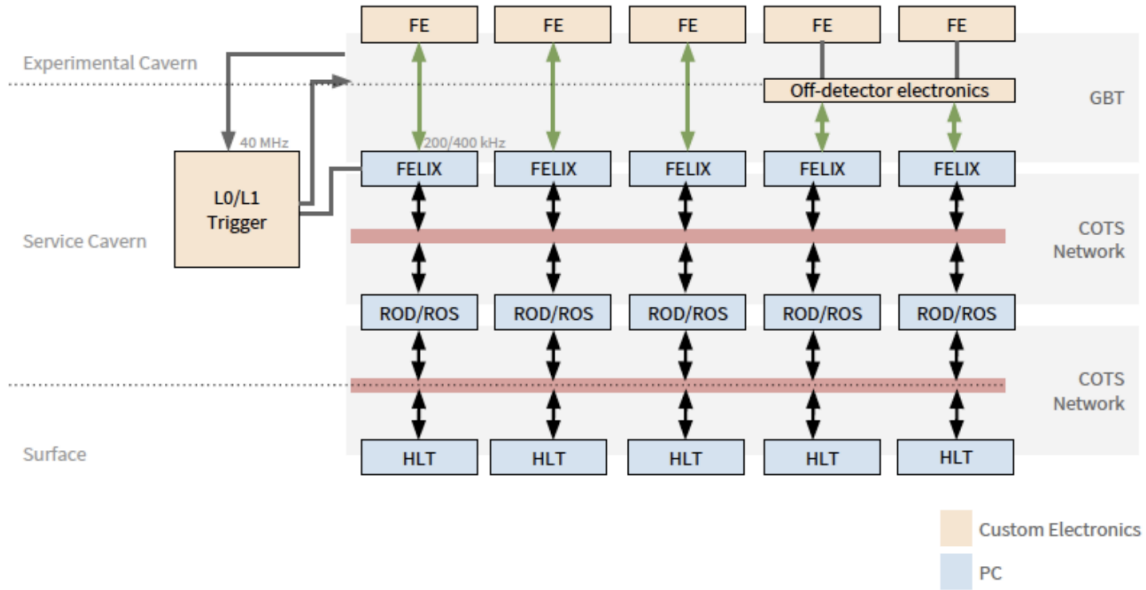 FE FE FE FE FE
Experimental Cavern
Off-detector electronics
GBT
40 MHz
200/400 kHz
FELIX FELIX FELIX FELIX FELIX
L0/L1
Trigger
Service Cavern
COTS
Network
ROD/ROS ROD/ROS ROD/ROS ROD/ROS ROD/ROS
COTS
Network
Surface
HLT HLT HLT HLT HLT
Custom Electronics
PC